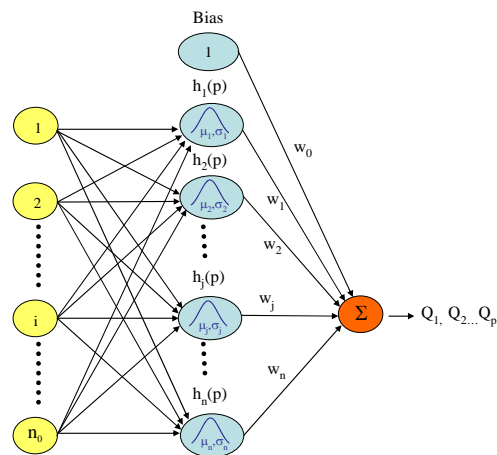 Bias
1
h₁(p)
1
μ₁,σ₁
w₀
h₂(p)
w₁
2
μ₂,σ₂
w₂
hⱼ(p)
wⱼ
i
μⱼ,σⱼ
Σ
Q₁, Q₂... Qₚ
wₙ
hₙ(p)
n₀
μₙ,σₙ